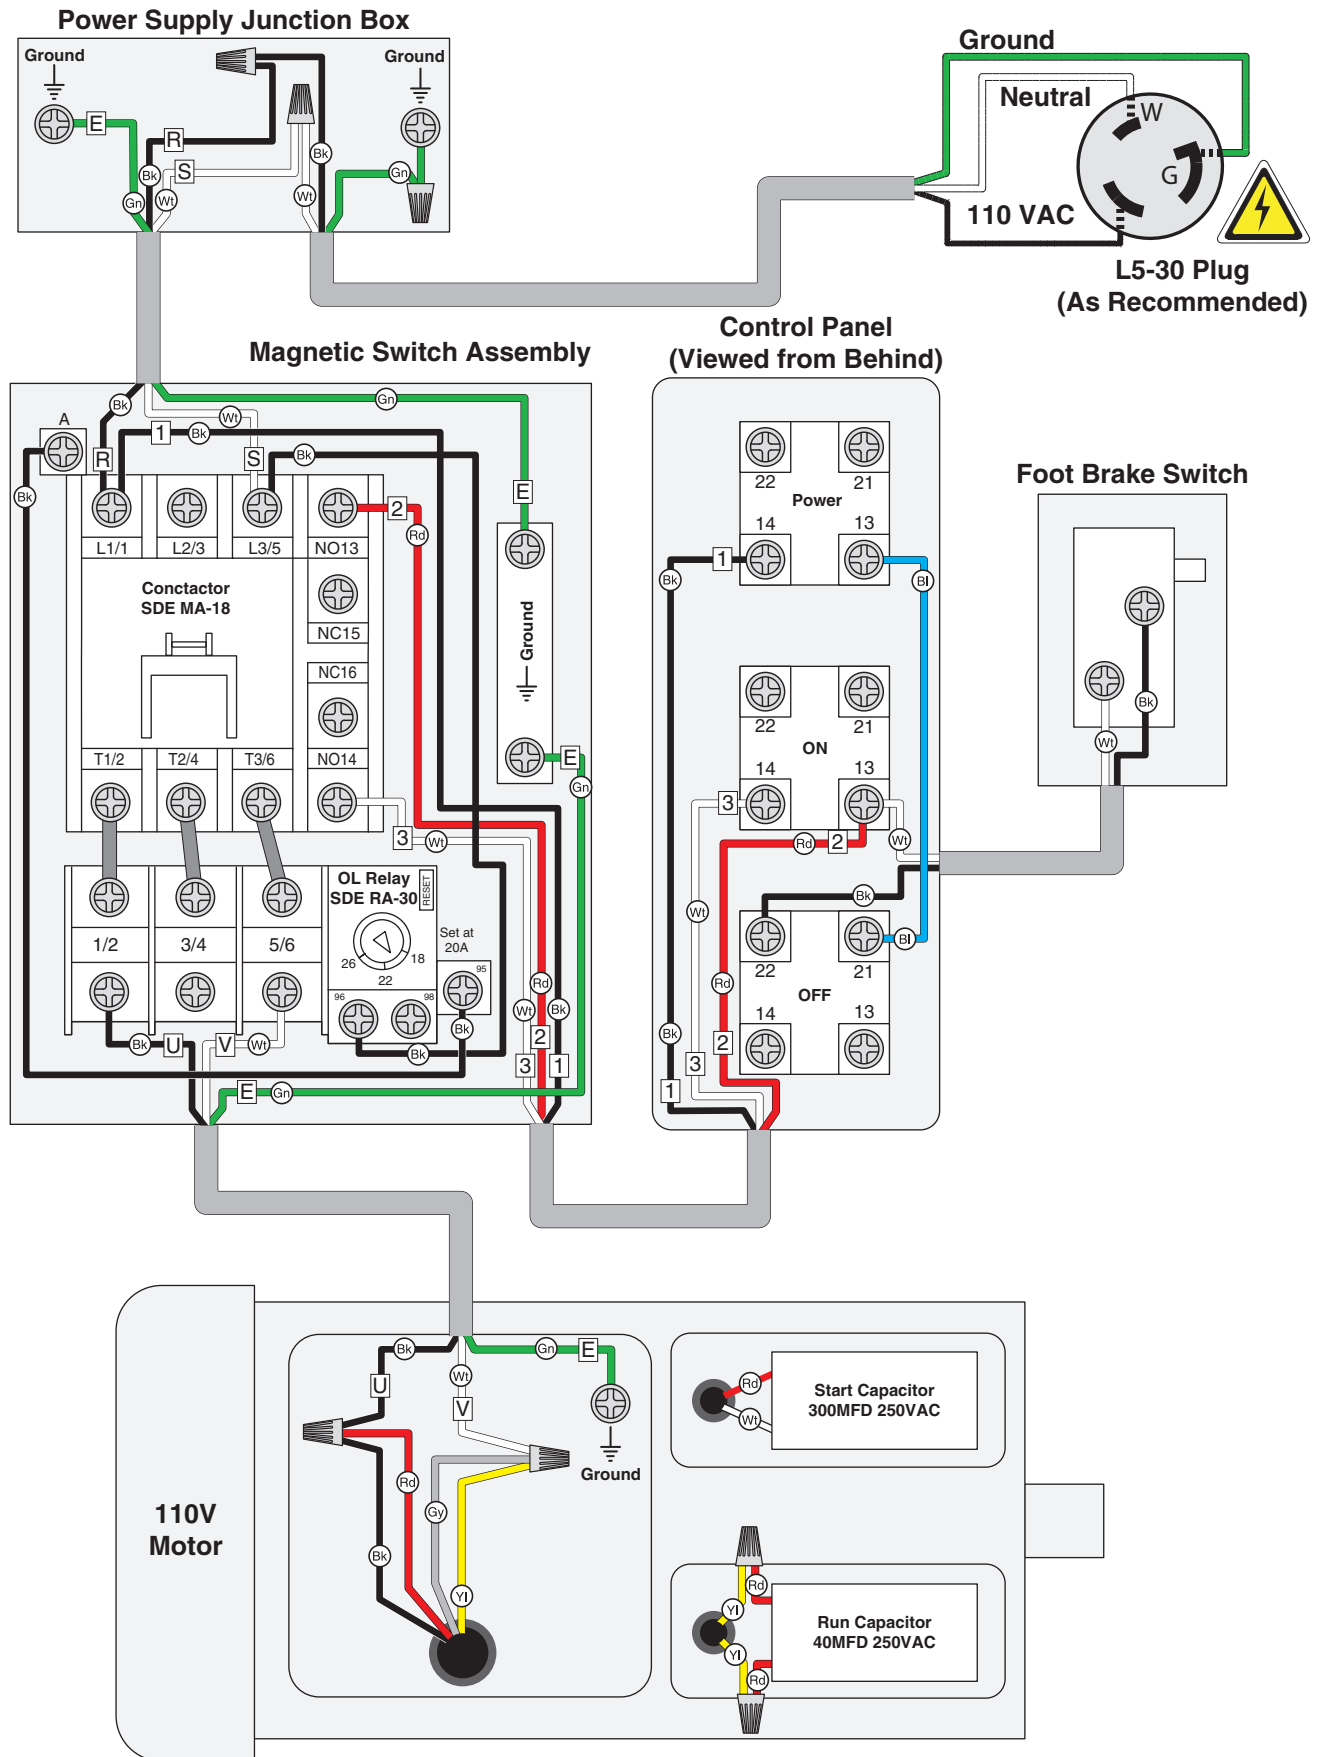 Power Supply Junction Box
Ground
Ground
E
R
S
Bk
Gn
Wt
Wt
Bk
Gn
Ground
Neutral
W
G
110 VAC
L5-30 Plug
(As Recommended)
Magnetic Switch Assembly
A
Bk
Wt
Gn
1
Bk
R
S
Bk
Bk
2
Rd
E
L1/1
L2/3
L3/5
NO13
Conctactor
SDE MA-18
NC15
NC16
Ground
T1/2
T2/4
T3/6
NO14
E
Gn
3
Wt
OL Relay
SDE RA-30
RESET
Set at
20A
1/2
3/4
5/6
26
18
22
95
96
98
Rd
Wt
Bk
Bk
Bk
U
V
Wt
Bk
2
3
1
E
Gn
Control Panel
(Viewed from Behind)
22
21
Power
14
13
1
Bk
Bl
22
21
ON
14
13
3
Rd
2
Wt
Bk
Wt
Bl
22
21
Rd
OFF
14
13
Bk
3
2
1
Foot Brake Switch
Bk
Wt
110V
Motor
Bk
Gn
E
U
Wt
V
Ground
Rd
Gy
Bk
Yl
Rd
Wt
Start Capacitor
300MFD 250VAC
Rd
Yl
Yl
Rd
Run Capacitor
40MFD 250VAC